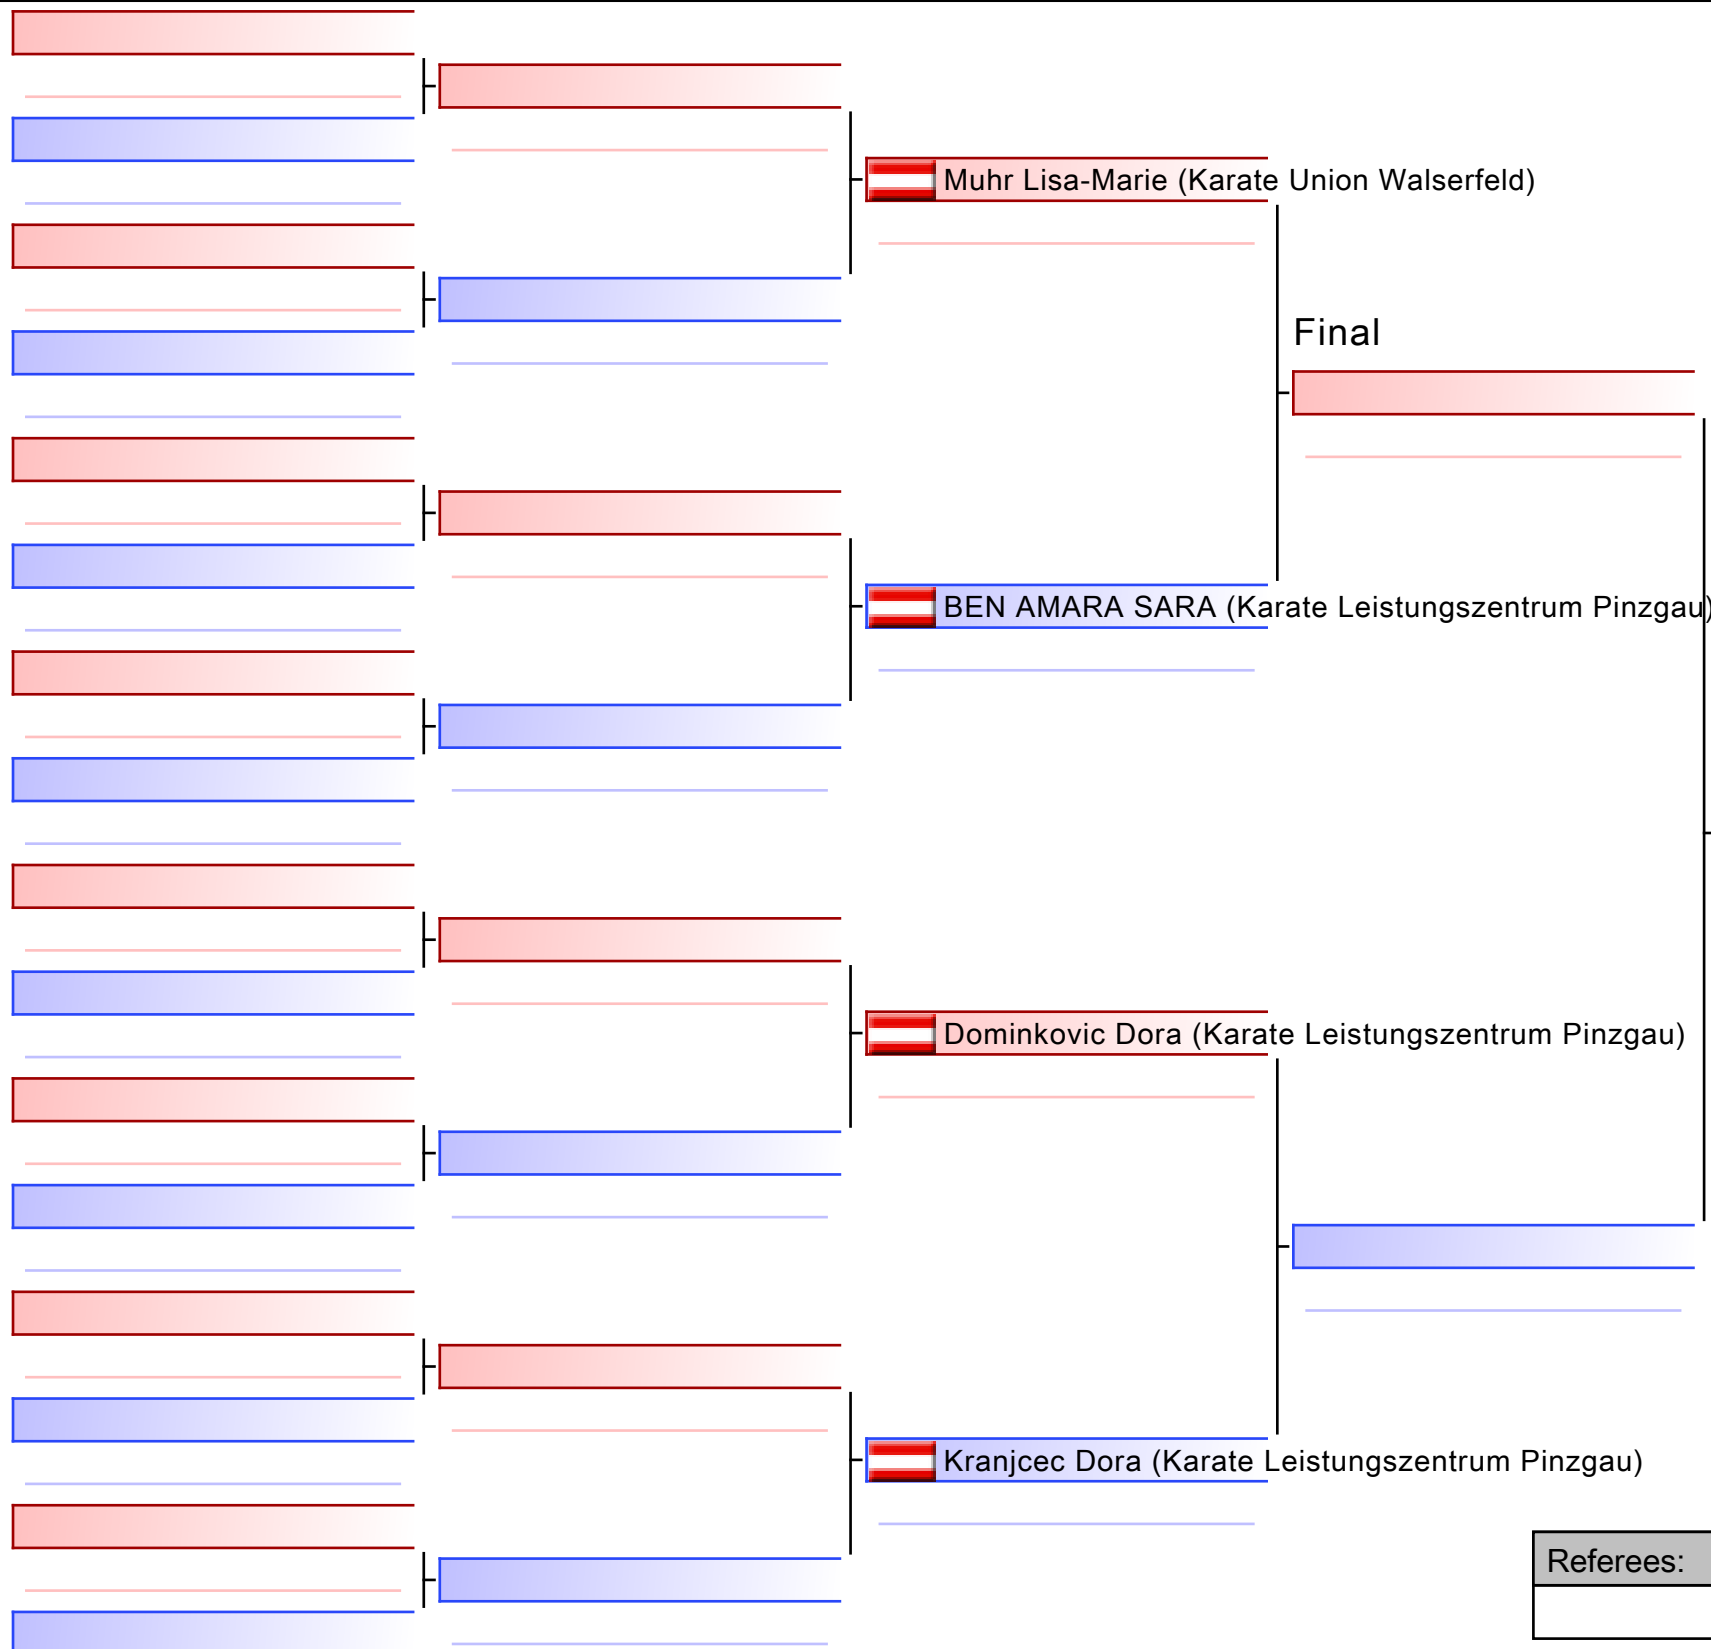 Muhr Lisa-Marie (Karate Union Walserfeld)
Final
BEN AMARA SARA (Karate Leistungszentrum Pinzgau)
Dominkovic Dora (Karate Leistungszentrum Pinzgau)
Kranjcec Dora (Karate Leistungszentrum Pinzgau)
Referees: